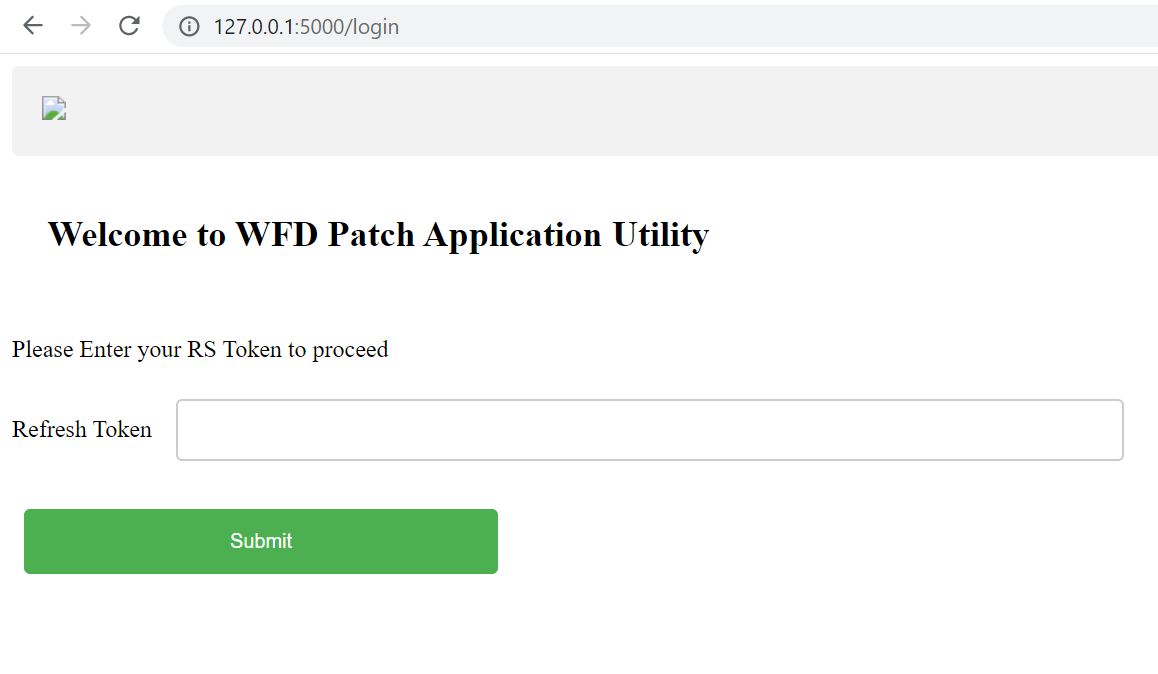 127.0.0.1:5000/login
Welcome to WFD Patch Application Utility
Please Enter your RS Token to proceed
Refresh Token
Submit